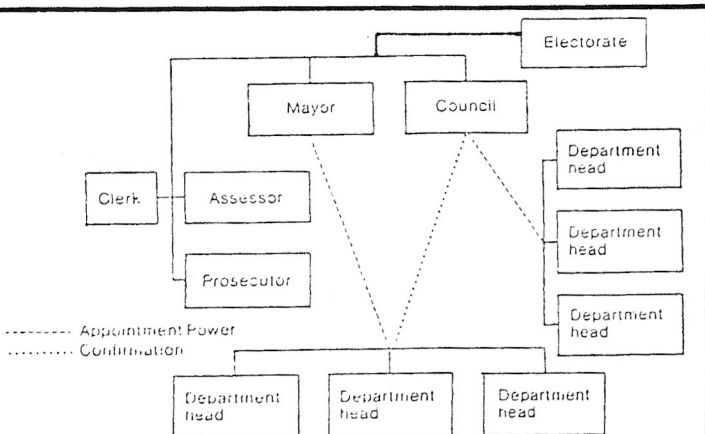 Electorate
Mayor
Council
Department
head
Clerk
Assessor
Department
head
Prosecutor
Department
head
Appointment Power
Confirmation
Department
head
Department
head
Department
head